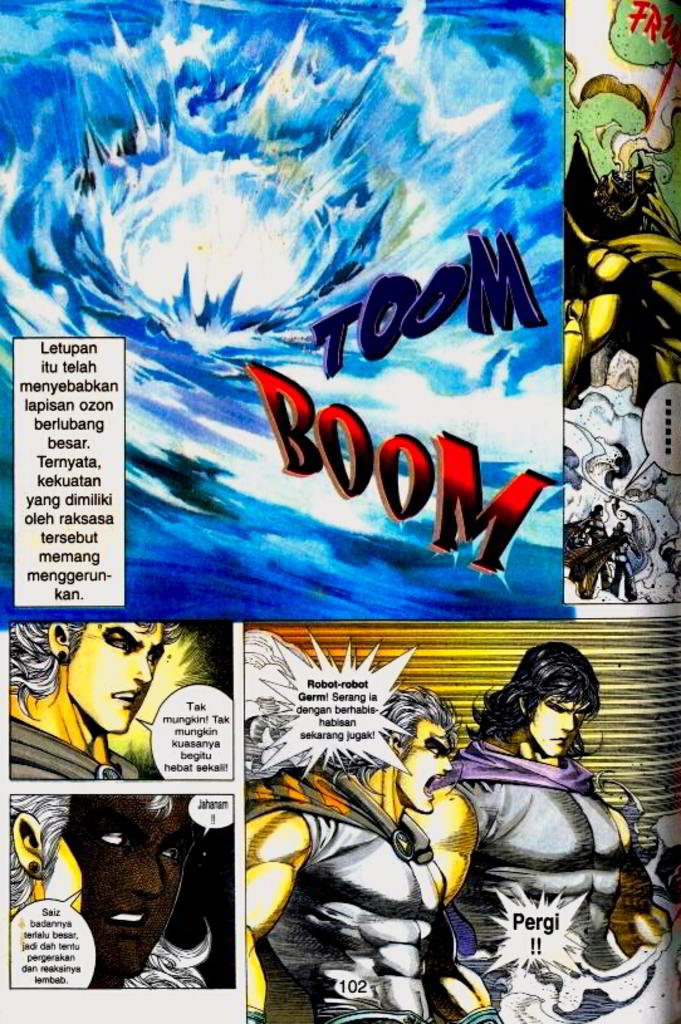 TOOM
BOOM
Letupan
itu telah
menyebabkan
lapisan ozon
berlubang
besar.
Ternyata,
kekuatan
yang dimiliki
oleh raksasa
tersebut
memang
menggerun-
kan.
.......
Tak
mungkin! Tak
mungkin
kuasanya
begitu
hebat sekali!
Jahanam
!!
Saiz
badannya
terlalu besar,
jadi dah tentu
pergerakan
dan reaksinya
lembab.
Robot-robot
Germ! Serang ia
dengan berhabis-
habisan
sekarang jugak!
Pergi
!!
102